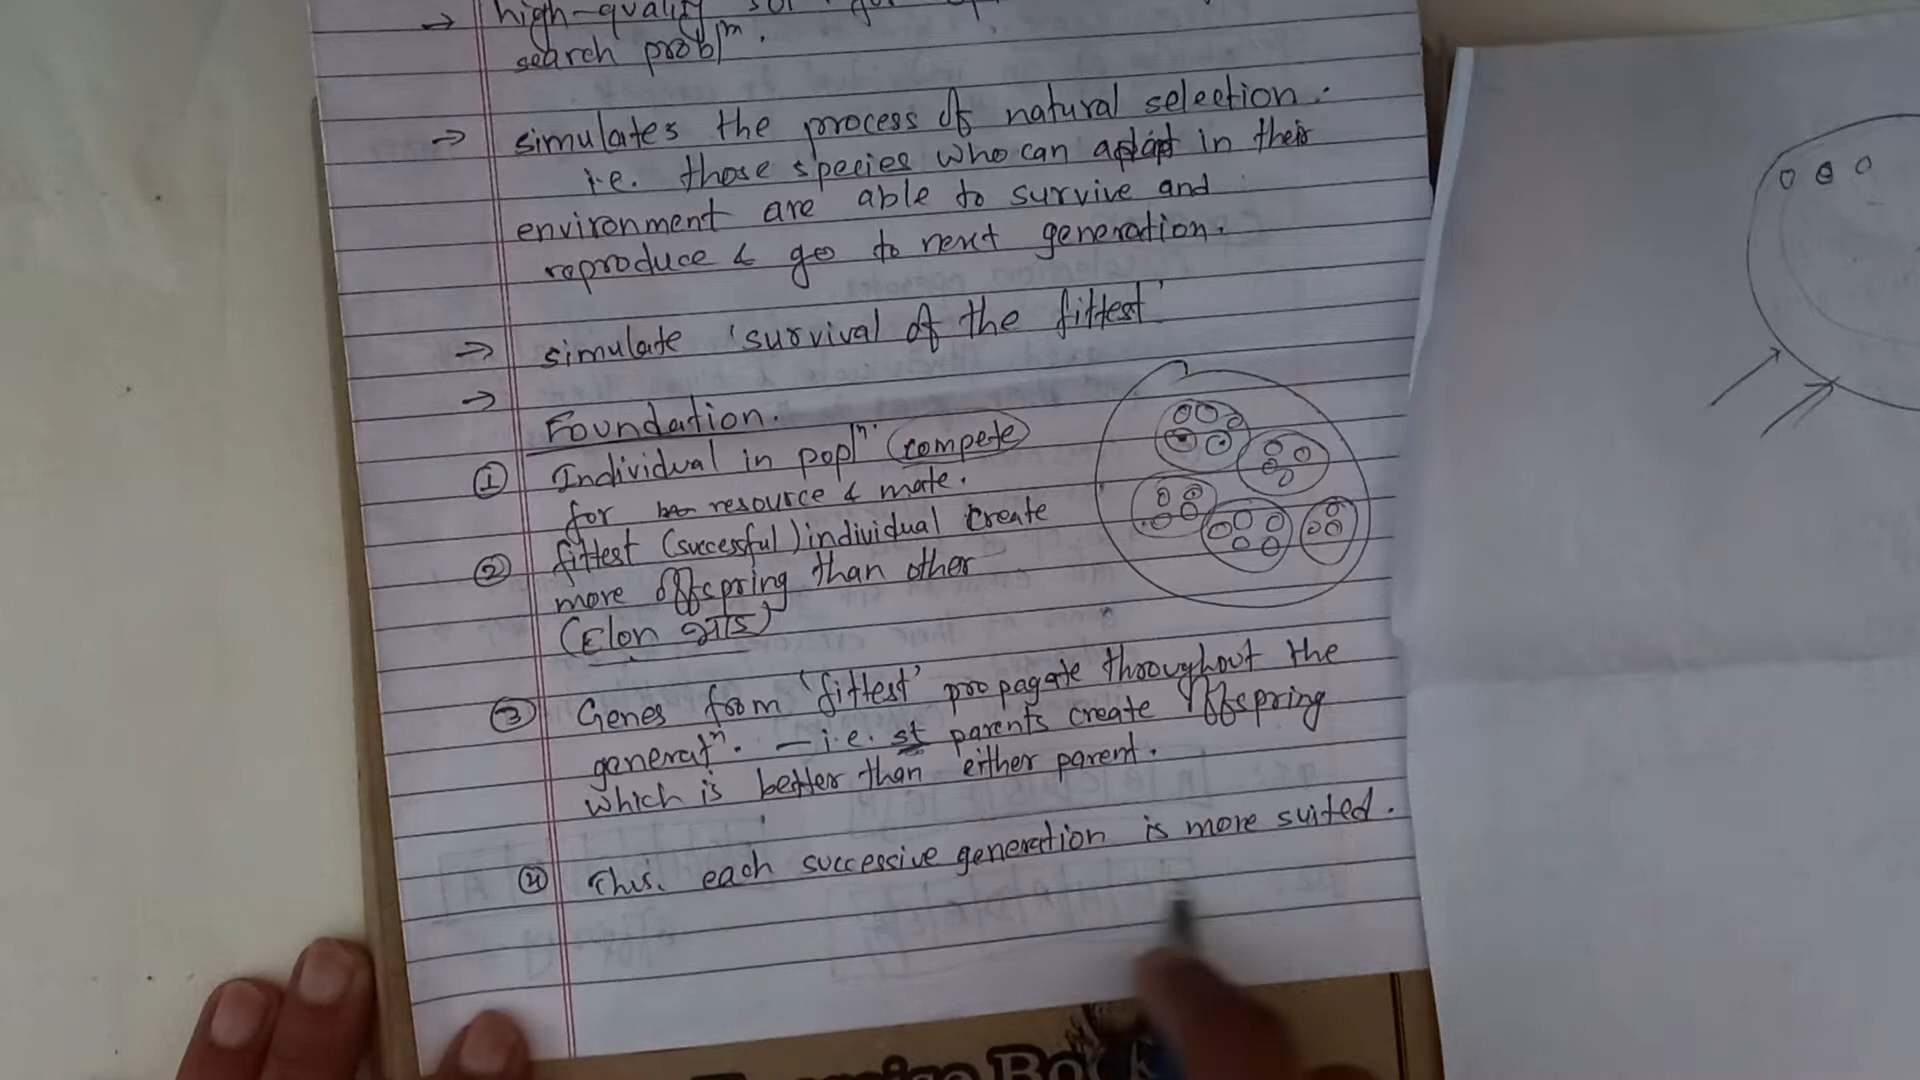 → high-quality
search probl^m.
→ simulates the process of natural selection.
i.e. those species who can adapt in their
environment are able to survive and
reproduce & go to next generation.
→ simulate 'survival of the fittest'
→
Foundation.
① Individual in popl^n. compete
for resource & mate.
② fittest (successful) individual create
more offspring than other
(Elon भाई)
③ Genes from 'fittest' propagate throughout the
generat^n. — i.e. st parents create offspring
which is better than either parent.
④ This, each successive generation is more suited.